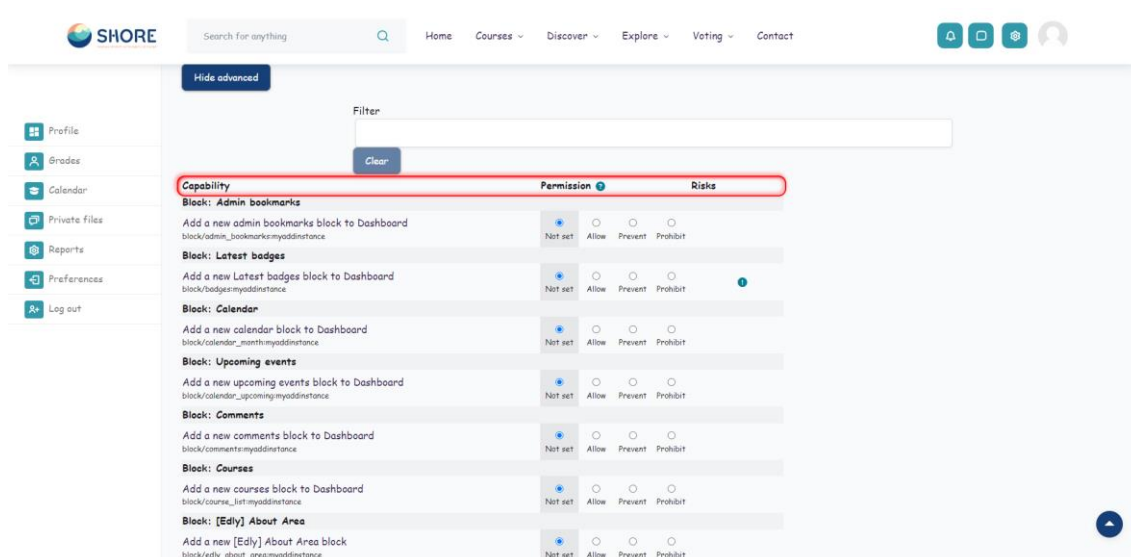 SHORE
Search for anything
Home Courses Discover Explore Voting Contact
Hide advanced
Filter
Clear
Profile
Grades
Calendar
Private files
Reports
Preferences
Log out
Capability Permission Risks
Block: Admin bookmarks
Add a new admin bookmarks block to Dashboard
block/admin_bookmarks:myaddinstance
Not set Allow Prevent Prohibit
Block: Latest badges
Add a new Latest badges block to Dashboard
block/badges:myaddinstance
Not set Allow Prevent Prohibit
Block: Calendar
Add a new calendar block to Dashboard
block/calendar_month:myaddinstance
Not set Allow Prevent Prohibit
Block: Upcoming events
Add a new upcoming events block to Dashboard
block/calendar_upcoming:myaddinstance
Not set Allow Prevent Prohibit
Block: Comments
Add a new comments block to Dashboard
block/comments:myaddinstance
Not set Allow Prevent Prohibit
Block: Courses
Add a new courses block to Dashboard
block/course_list:myaddinstance
Not set Allow Prevent Prohibit
Block: [Edly] About Area
Add a new [Edly] About Area block
block/edly_about_area:myaddinstance
Not set Allow Prevent Prohibit